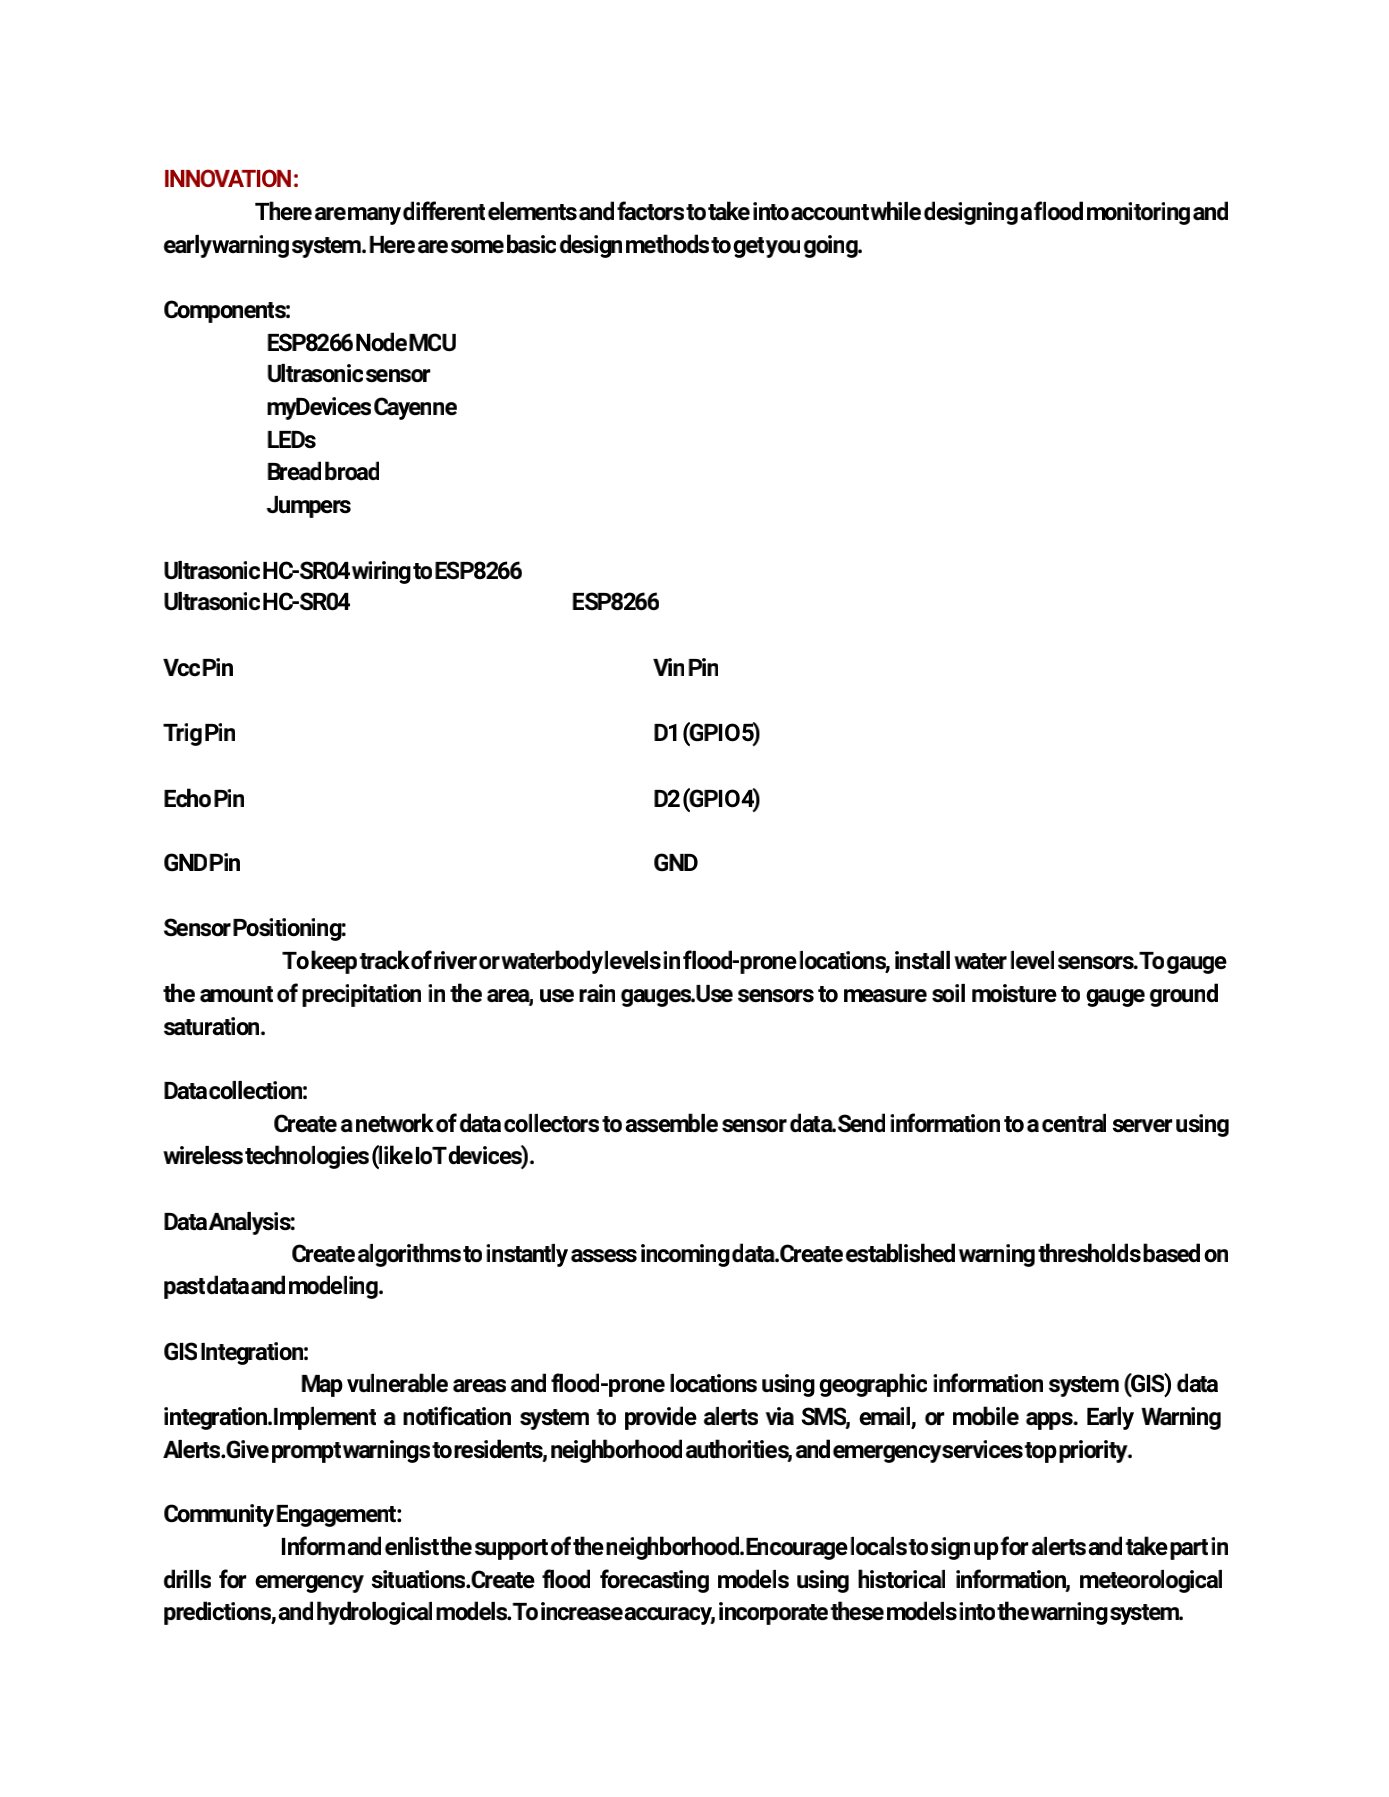 INNOVATION:
There are many different elements and factors to take into account while designing a flood monitoring and
early warning system. Here are some basic design methods to get you going.
Components:
ESP8266 Node MCU
Ultrasonic sensor
myDevices Cayenne
LEDs
Bread broad
Jumpers
Ultrasonic HC-SR04 wiring to ESP8266
Ultrasonic HC-SR04 ESP8266
Vcc Pin Vin Pin
Trig Pin D1 (GPIO 5)
Echo Pin D2 (GPIO 4)
GND Pin GND
Sensor Positioning:
To keep track of river or waterbody levels in flood-prone locations, install water level sensors.To gauge
the amount of precipitation in the area, use rain gauges.Use sensors to measure soil moisture to gauge ground
saturation.
Data collection:
Create a network of data collectors to assemble sensor data.Send information to a central server using
wireless technologies (like IoT devices).
Data Analysis:
Create algorithms to instantly assess incoming data.Create established warning thresholds based on
past data and modeling.
GIS Integration:
Map vulnerable areas and flood-prone locations using geographic information system (GIS) data
integration.Implement a notification system to provide alerts via SMS, email, or mobile apps. Early Warning
Alerts.Give prompt warnings to residents, neighborhood authorities, and emergency services top priority.
Community Engagement:
Inform and enlist the support of the neighborhood.Encourage locals to sign up for alerts and take part in
drills for emergency situations.Create flood forecasting models using historical information, meteorological
predictions, and hydrological models. To increase accuracy, incorporate these models into the warning system.